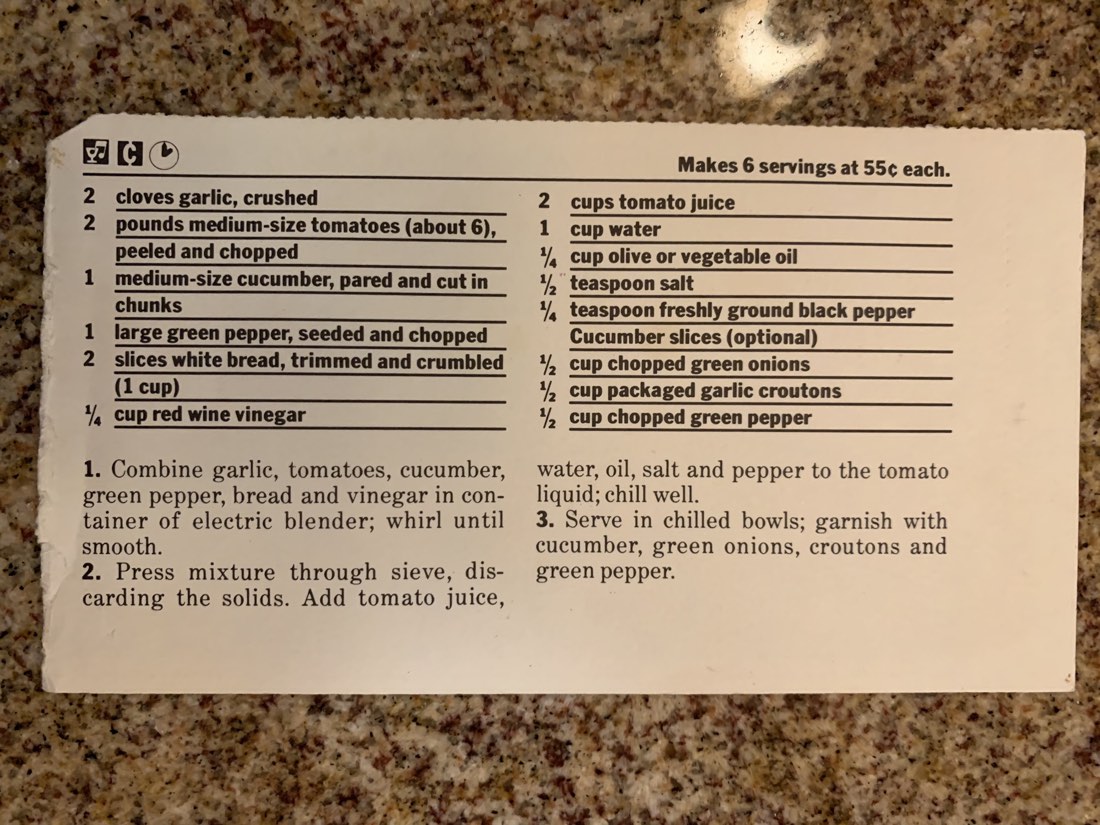 Makes 6 servings at 55¢ each.
2 cloves garlic, crushed
2 pounds medium-size tomatoes (about 6),
peeled and chopped
1 medium-size cucumber, pared and cut in
chunks
1 large green pepper, seeded and chopped
2 slices white bread, trimmed and crumbled
(1 cup)
¼ cup red wine vinegar
2 cups tomato juice
1 cup water
¼ cup olive or vegetable oil
½ teaspoon salt
¼ teaspoon freshly ground black pepper
Cucumber slices (optional)
½ cup chopped green onions
½ cup packaged garlic croutons
½ cup chopped green pepper
1. Combine garlic, tomatoes, cucumber,
green pepper, bread and vinegar in con-
tainer of electric blender; whirl until
smooth.
2. Press mixture through sieve, dis-
carding the solids. Add tomato juice,
water, oil, salt and pepper to the tomato
liquid; chill well.
3. Serve in chilled bowls; garnish with
cucumber, green onions, croutons and
green pepper.